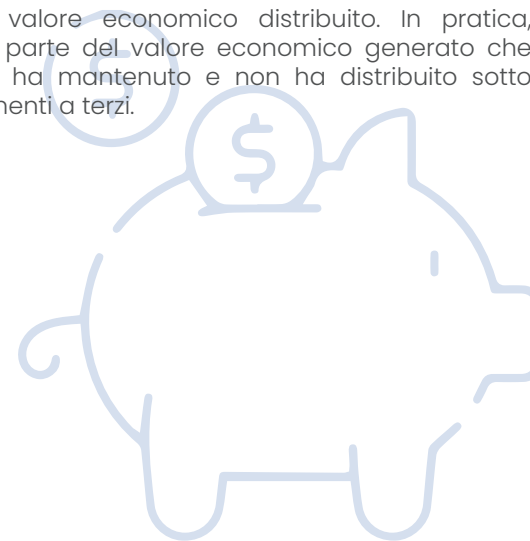 valore economico distribuito. In pratica,
parte del valore economico generato che
ha mantenuto e non ha distribuito sotto
menti a terzi.
$
$